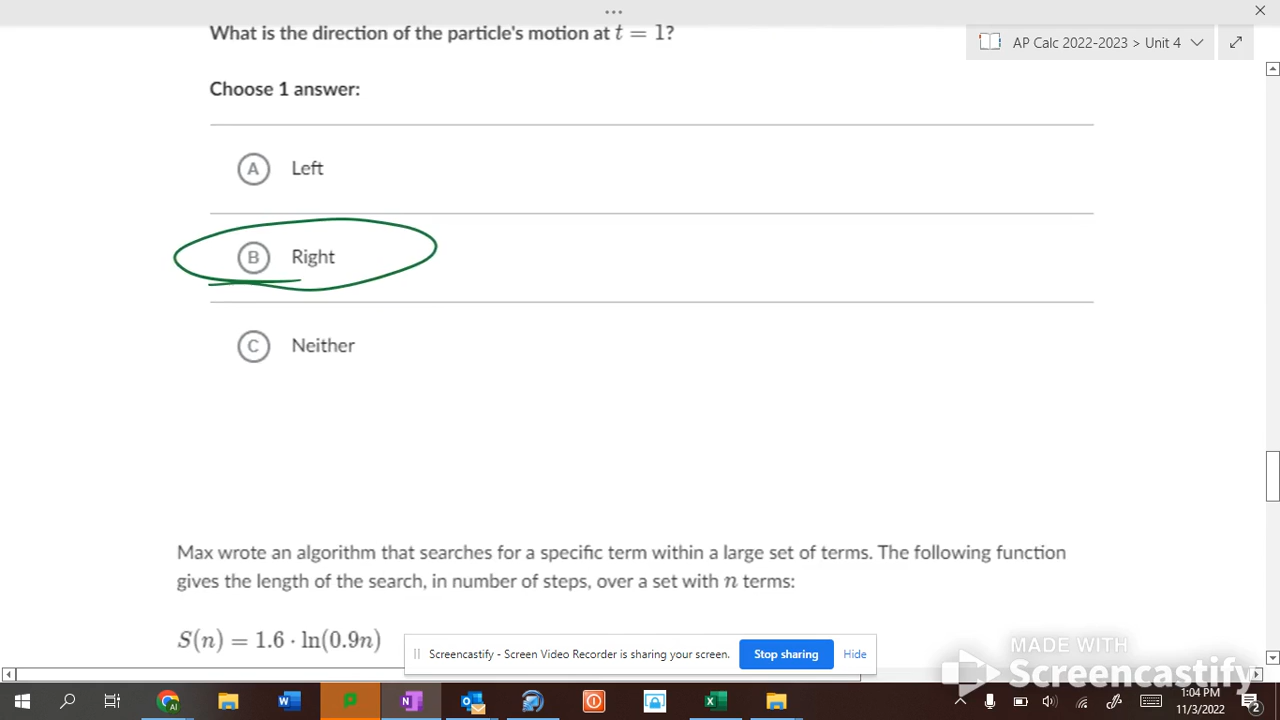 What is the direction of the particle's motion at t = 1?
AP Calc 2022-2023 > Unit 4
Choose 1 answer:
A Left
B Right
C Neither
Max wrote an algorithm that searches for a specific term within a large set of terms. The following function
gives the length of the search, in number of steps, over a set with n terms:
S(n) = 1.6 · ln(0.9n)
Screencastify - Screen Video Recorder is sharing your screen.
Stop sharing
Hide
MADE WITH
Screencastify
1:04 PM
11/3/2022
2